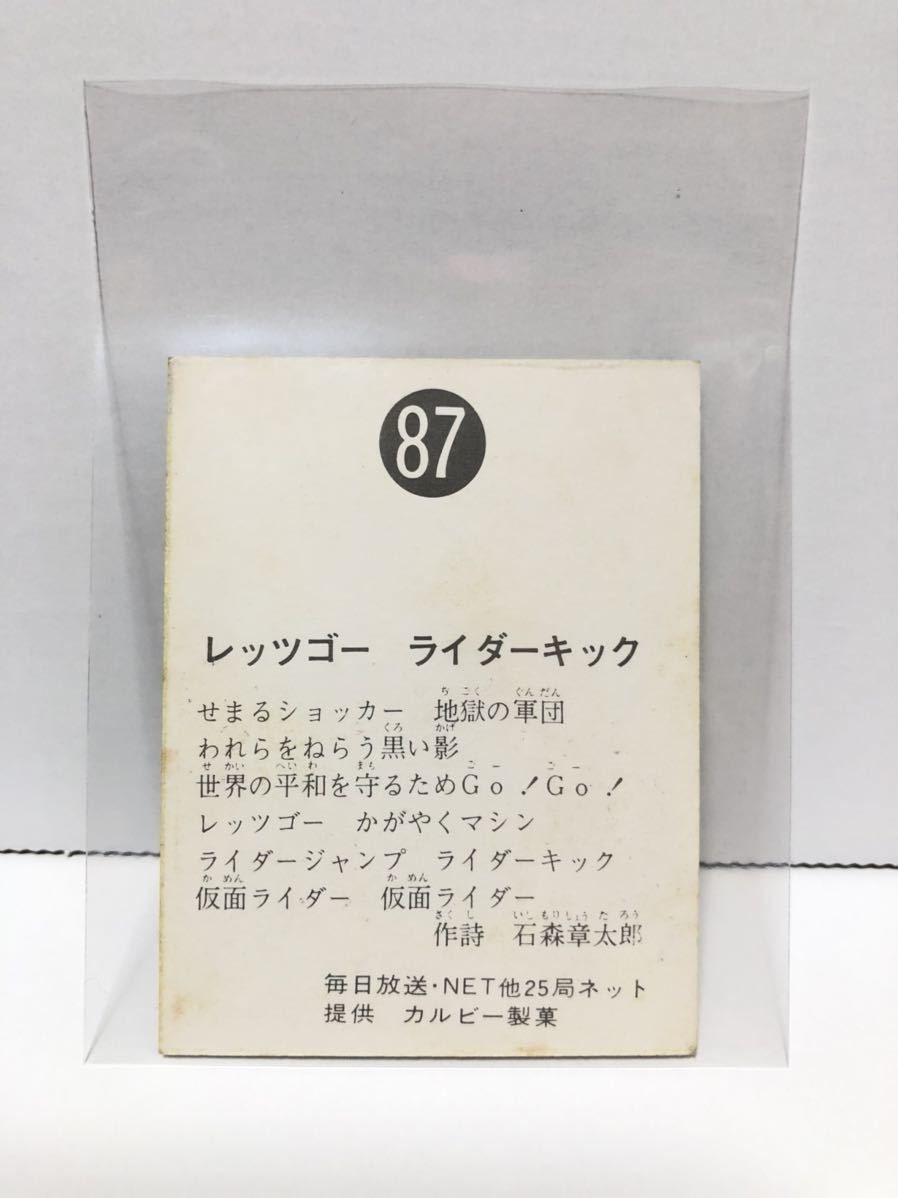 87
レッツゴー　ライダーキック
せまるショッカー　地獄の軍団
われらをねらう黒い影
世界の平和を守るためGo！Go！
レッツゴー　かがやくマシン
ライダージャンプ　ライダーキック
仮面ライダー　仮面ライダー
作詩　石森章太郎
毎日放送・NET他25局ネット
提供　カルビー製菓